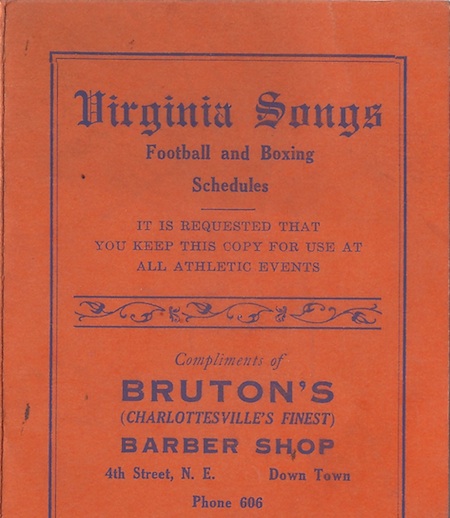 Virginia Songs
Football and Boxing
Schedules
IT IS REQUESTED THAT
YOU KEEP THIS COPY FOR USE AT
ALL ATHLETIC EVENTS
Compliments of
BRUTON'S
(CHARLOTTESVILLE'S FINEST)
BARBER SHOP
4th Street, N. E. Down Town
Phone 606